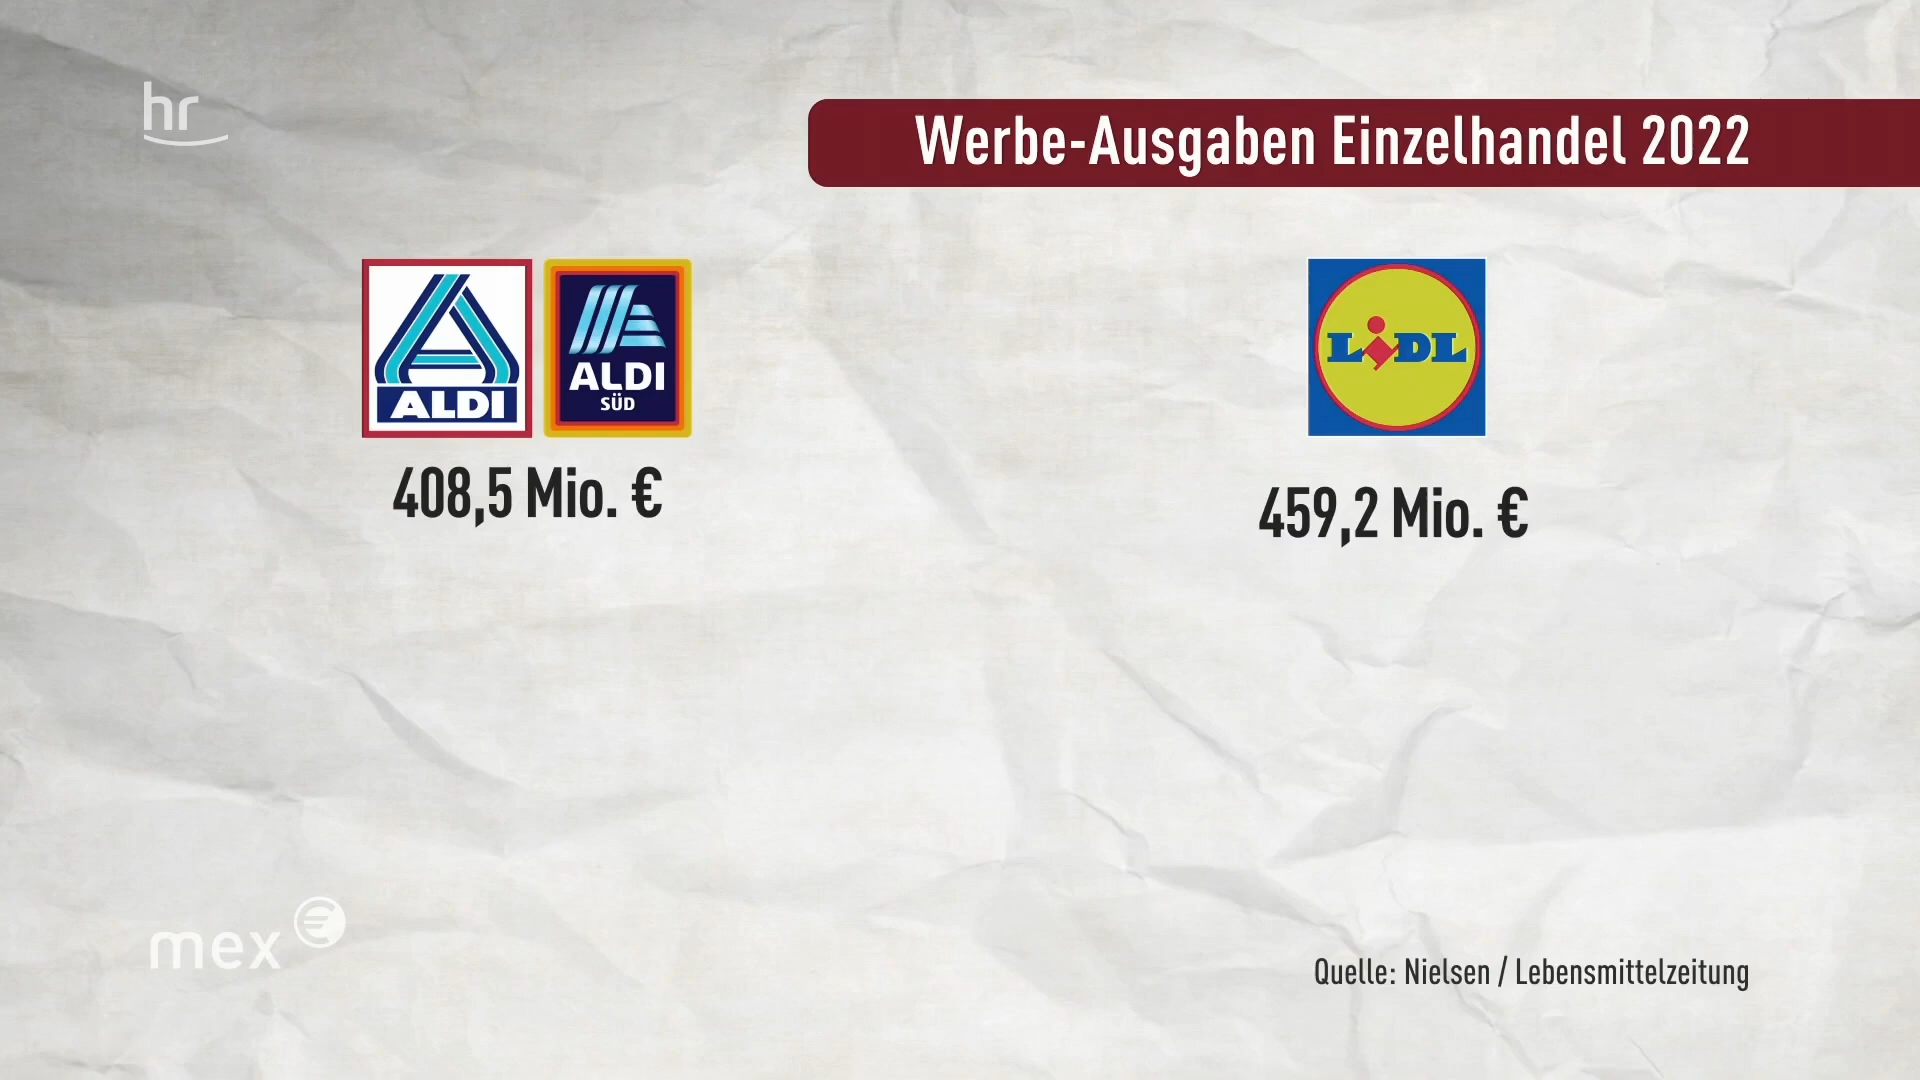 hr
Werbe-Ausgaben Einzelhandel 2022
ALDI
ALDI
SÜD
LIDL
408,5 Mio. €
459,2 Mio. €
mex €
Quelle: Nielsen / Lebensmittelzeitung